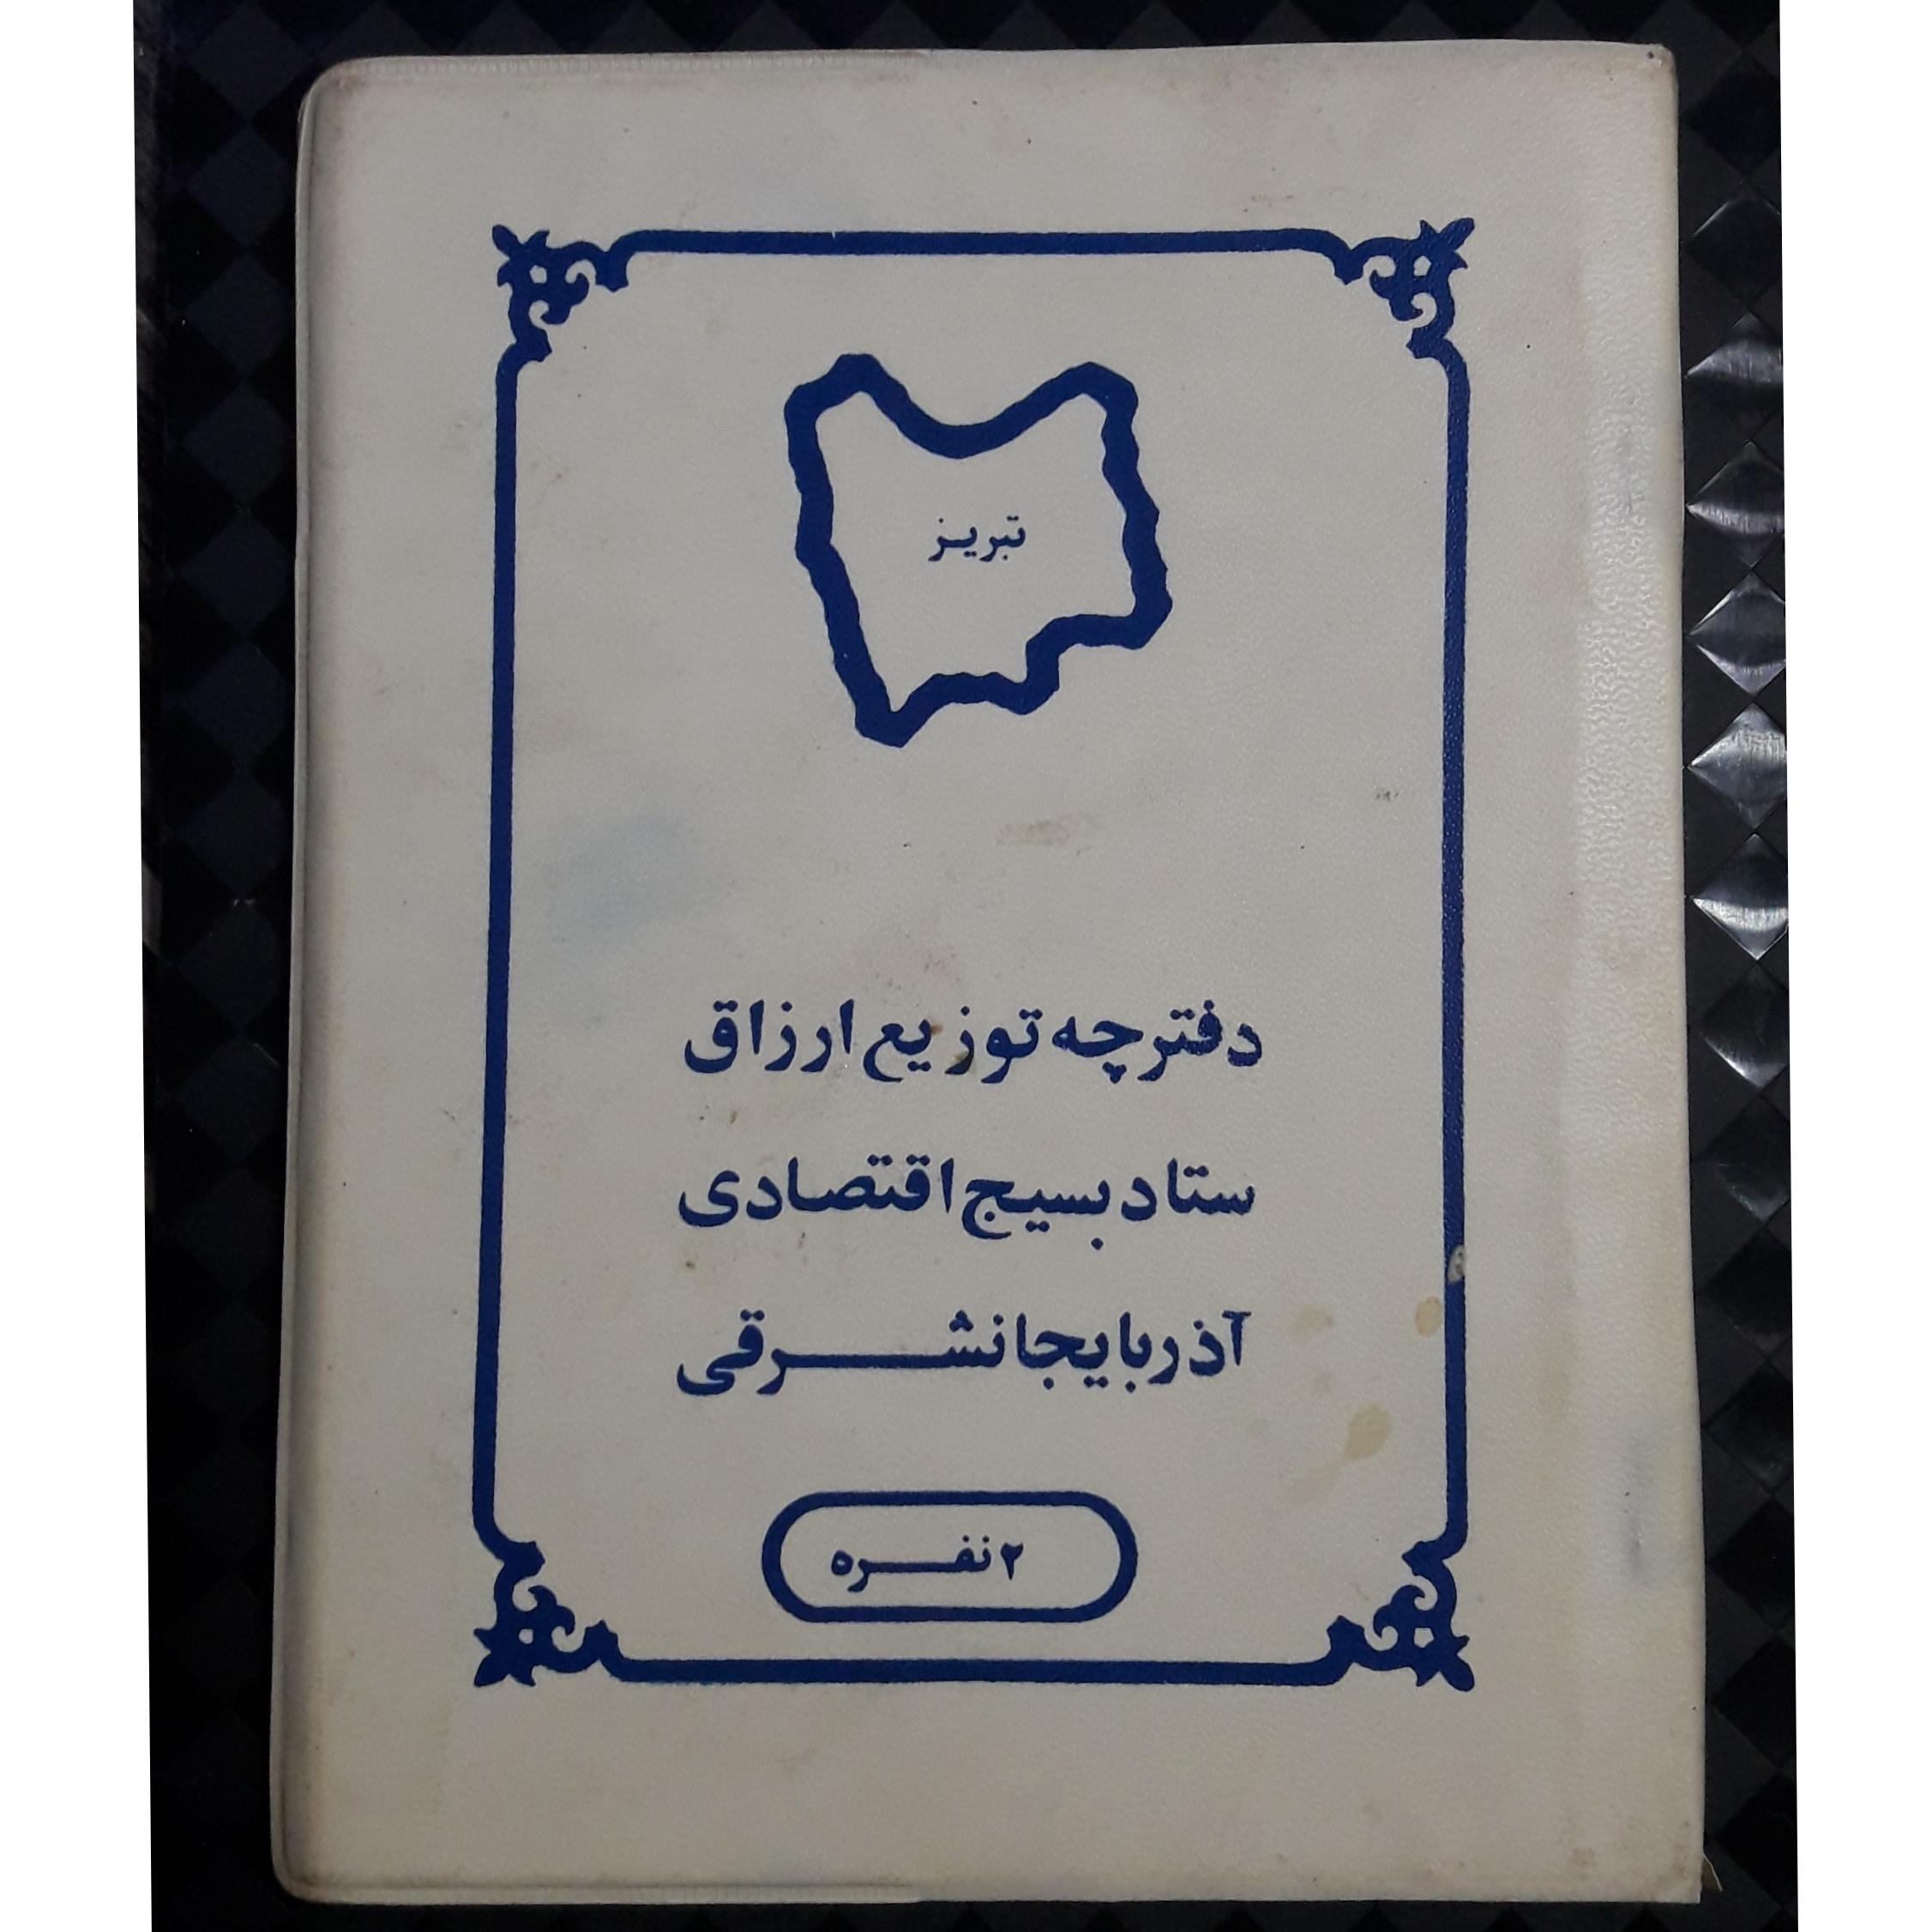 تبریز
دفترچه توزیع ارزاق
ستاد بسیج اقتصادی
آذربایجانشرقی
۲ نفره